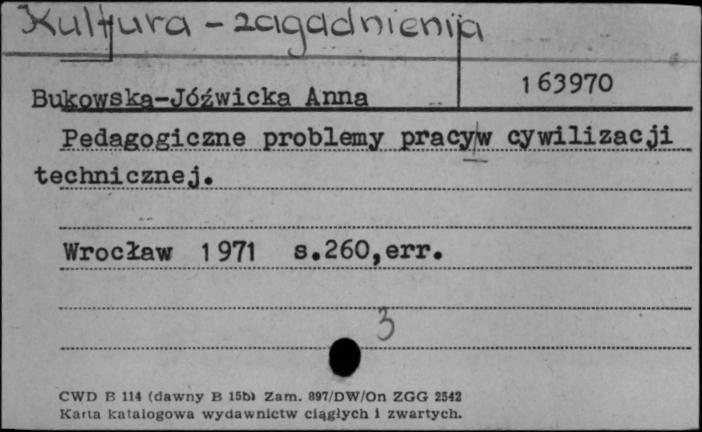 Kultura - zagadnienia
163970
Bukowska-Jóźwicka Anna
Pedagogiczne problemy pracy/w cywilizacji
technicznej.
Wrocław 1971 s.260,err.
3
CWD B 114 (dawny B 15b) Zam. 897/DW/On ZGG 2542
Karta katalogowa wydawnictw ciągłych i zwartych.